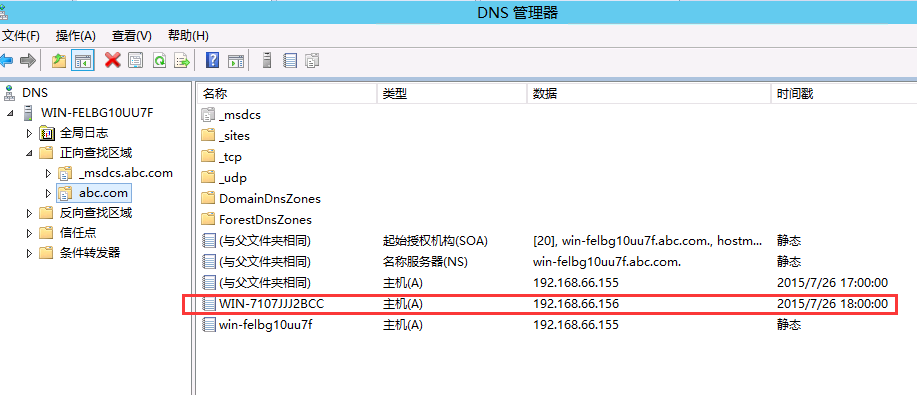 DNS 管理器
文件(F) 操作(A) 查看(V) 帮助(H)
DNS
WIN-FELBG10UU7F
全局日志
正向查找区域
_msdcs.abc.com
abc.com
反向查找区域
信任点
条件转发器
名称 类型 数据 时间戳
_msdcs
_sites
_tcp
_udp
DomainDnsZones
ForestDnsZones
(与父文件夹相同) 起始授权机构(SOA) [20], win-felbg10uu7f.abc.com., hostm... 静态
(与父文件夹相同) 名称服务器(NS) win-felbg10uu7f.abc.com. 静态
(与父文件夹相同) 主机(A) 192.168.66.155 2015/7/26 17:00:00
WIN-7107JJJ2BCC 主机(A) 192.168.66.156 2015/7/26 18:00:00
win-felbg10uu7f 主机(A) 192.168.66.155 静态